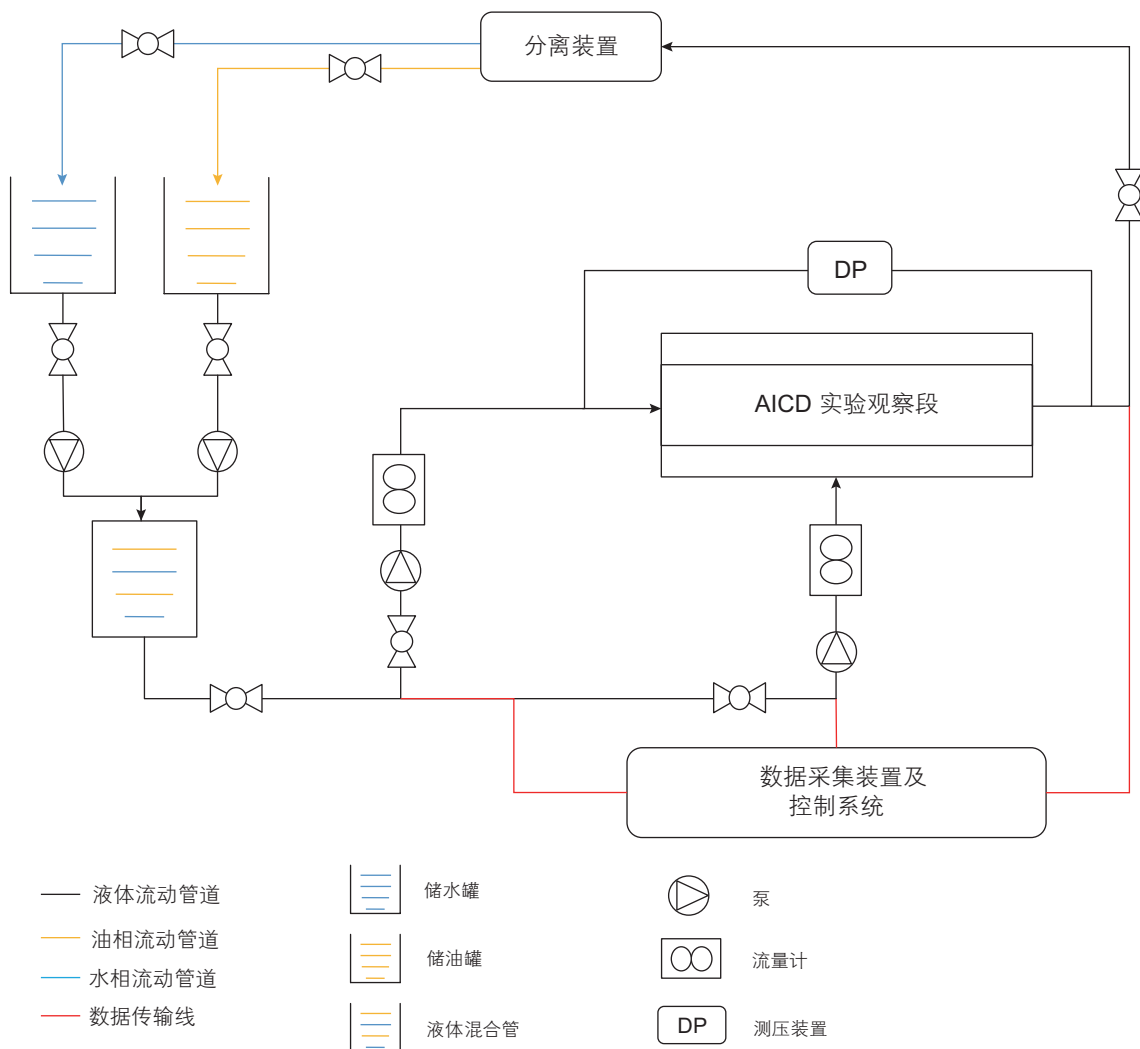 分离装置
DP
AICD 实验观察段
数据采集装置及
控制系统
液体流动管道
油相流动管道
水相流动管道
数据传输线
储水罐
储油罐
液体混合管
泵
流量计
DP
测压装置